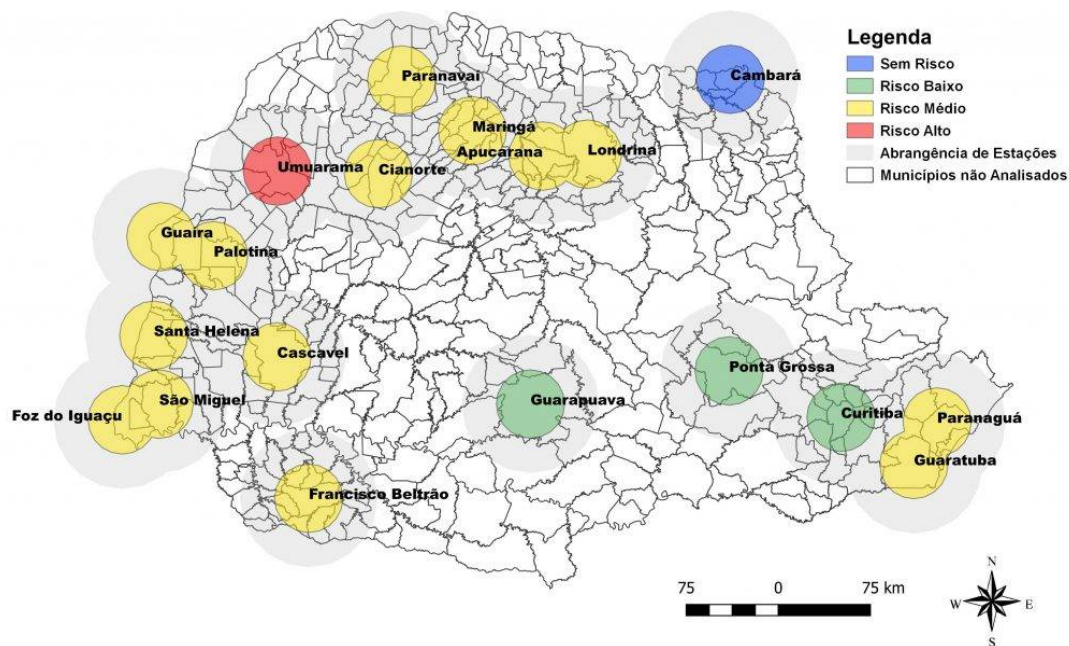 Legenda
Sem Risco
Risco Baixo
Risco Médio
Risco Alto
Abrangência de Estações
Municípios não Analisados
Paranavaí
Cambará
Maringá
Apucarana
Londrina
Umuarama
Cianorte
Guaíra
Palotina
Santa Helena
Cascavel
Ponta Grossa
São Miguel
Foz do Iguaçu
Guarapuava
Curitiba
Paranaguá
Guaratuba
Francisco Beltrão
75 0 75 km
N
W E
S